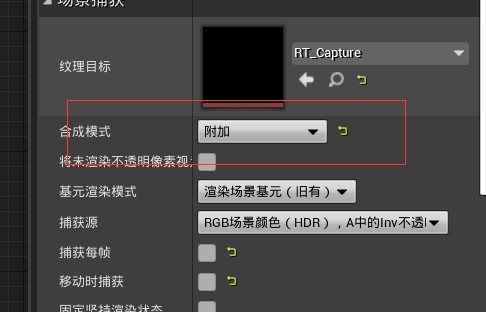 场景捕获
纹理目标
RT_Capture
合成模式
附加
将未渲染不透明像素视
基元渲染模式
渲染场景基元（旧有）
捕获源
RGB场景颜色（HDR），A中的Inv不透
捕获每帧
移动时捕获
固定坚持渲染状态